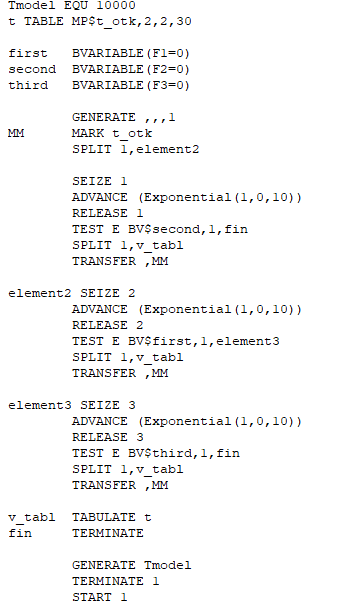 Tmodel EQU 10000
t TABLE MP$t_otk,2,2,30
first BVARIABLE(F1=0)
second BVARIABLE(F2=0)
third BVARIABLE(F3=0)
GENERATE ,,,1
MM MARK t_otk
SPLIT 1,element2
SEIZE 1
ADVANCE (Exponential(1,0,10))
RELEASE 1
TEST E BV$second,1,fin
SPLIT 1,v_tabl
TRANSFER ,MM
element2 SEIZE 2
ADVANCE (Exponential(1,0,10))
RELEASE 2
TEST E BV$first,1,element3
SPLIT 1,v_tabl
TRANSFER ,MM
element3 SEIZE 3
ADVANCE (Exponential(1,0,10))
RELEASE 3
TEST E BV$third,1,fin
SPLIT 1,v_tabl
TRANSFER ,MM
v_tabl TABULATE t
fin TERMINATE
GENERATE Tmodel
TERMINATE 1
START 1